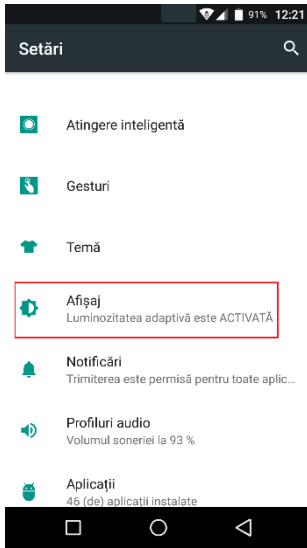 91% 12:21
Setări
Atingere inteligentă
Gesturi
Temă
Afișaj
Luminozitatea adaptivă este ACTIVATĂ
Notificări
Trimiterea este permisă pentru toate aplic...
Profiluri audio
Volumul soneriei la 93 %
Aplicații
46 (de) aplicații instalate